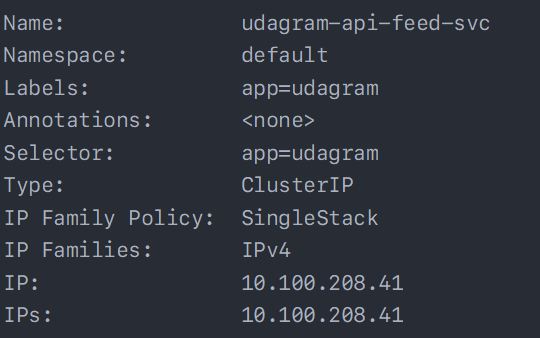 Name: udagram-api-feed-svc
Namespace: default
Labels: app=udagram
Annotations: <none>
Selector: app=udagram
Type: ClusterIP
IP Family Policy: SingleStack
IP Families: IPv4
IP: 10.100.208.41
IPs: 10.100.208.41